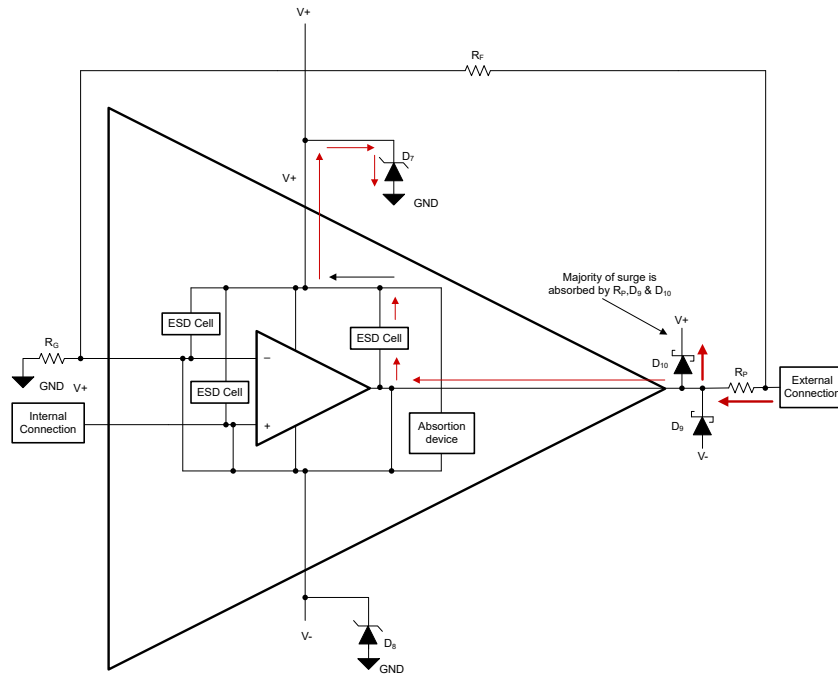 V+
RF
D7
V+
GND
Majority of surge is
absorbed by RP,D9 & D10
ESD Cell
V+
RG
ESD Cell
−
D10
RP
GND
V+
ESD Cell
External
Connection
Internal
Connection
+
Absortion
device
D9
V-
V-
D8
GND